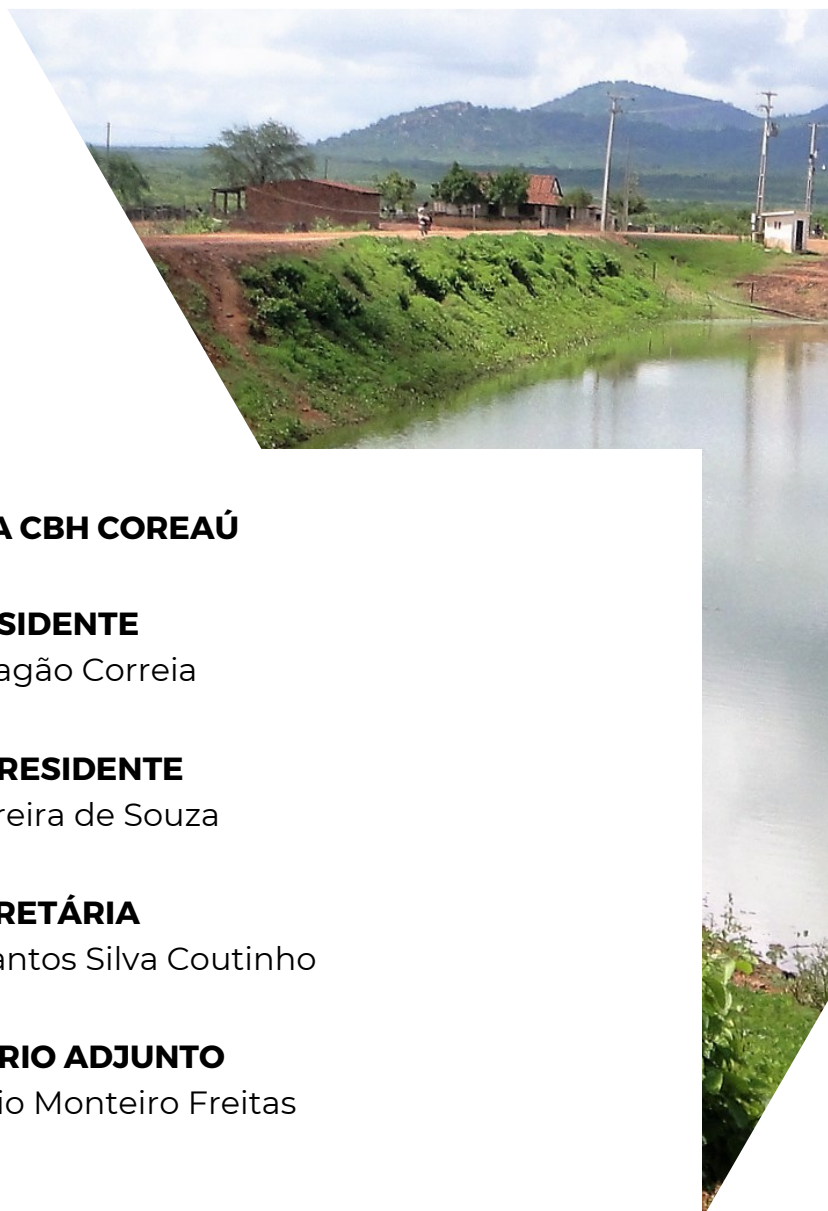 A CBH COREAÚ
SIDENTE
agão Correia
RESIDENTE
reira de Souza
RETÁRIA
antos Silva Coutinho
RIO ADJUNTO
io Monteiro Freitas